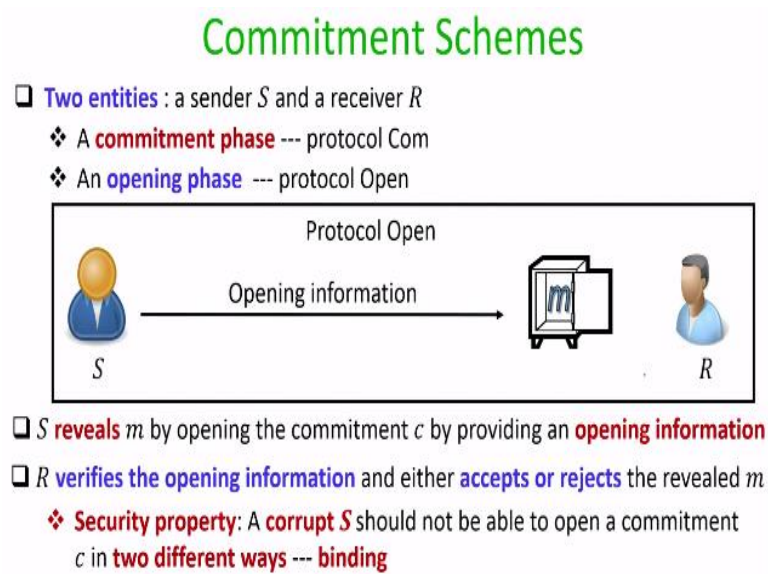 Commitment Schemes
❑ Two entities : a sender S and a receiver R
❖ A commitment phase --- protocol Com
❖ An opening phase --- protocol Open
Protocol Open
Opening information
m
S
R
❑ S reveals m by opening the commitment c by providing an opening information
❑ R verifies the opening information and either accepts or rejects the revealed m
❖ Security property: A corrupt S should not be able to open a commitment
c in two different ways --- binding